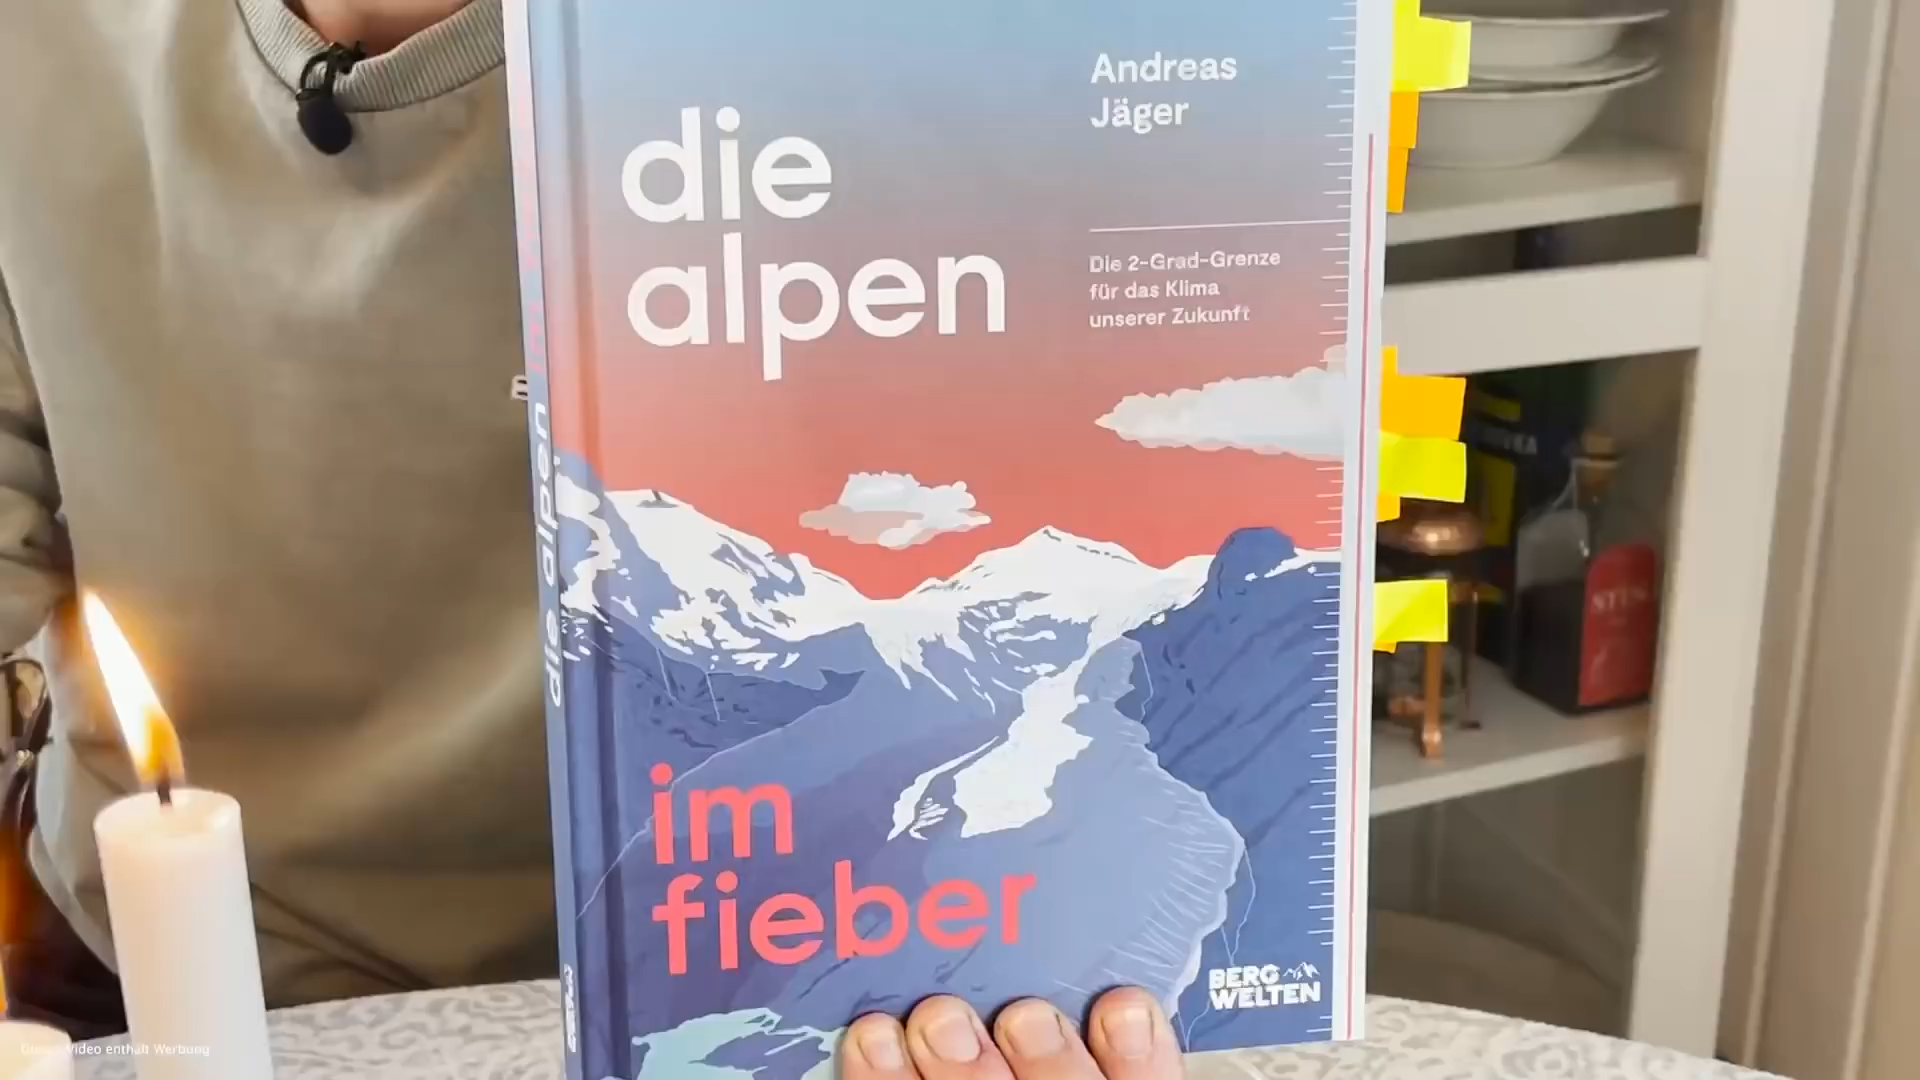 Andreas
Jäger
die
alpen
Die 2-Grad-Grenze
für das Klima
unserer Zukunft
im
fieber
BERG
WELTEN
die alpen
Dieses Video enthält Werbung